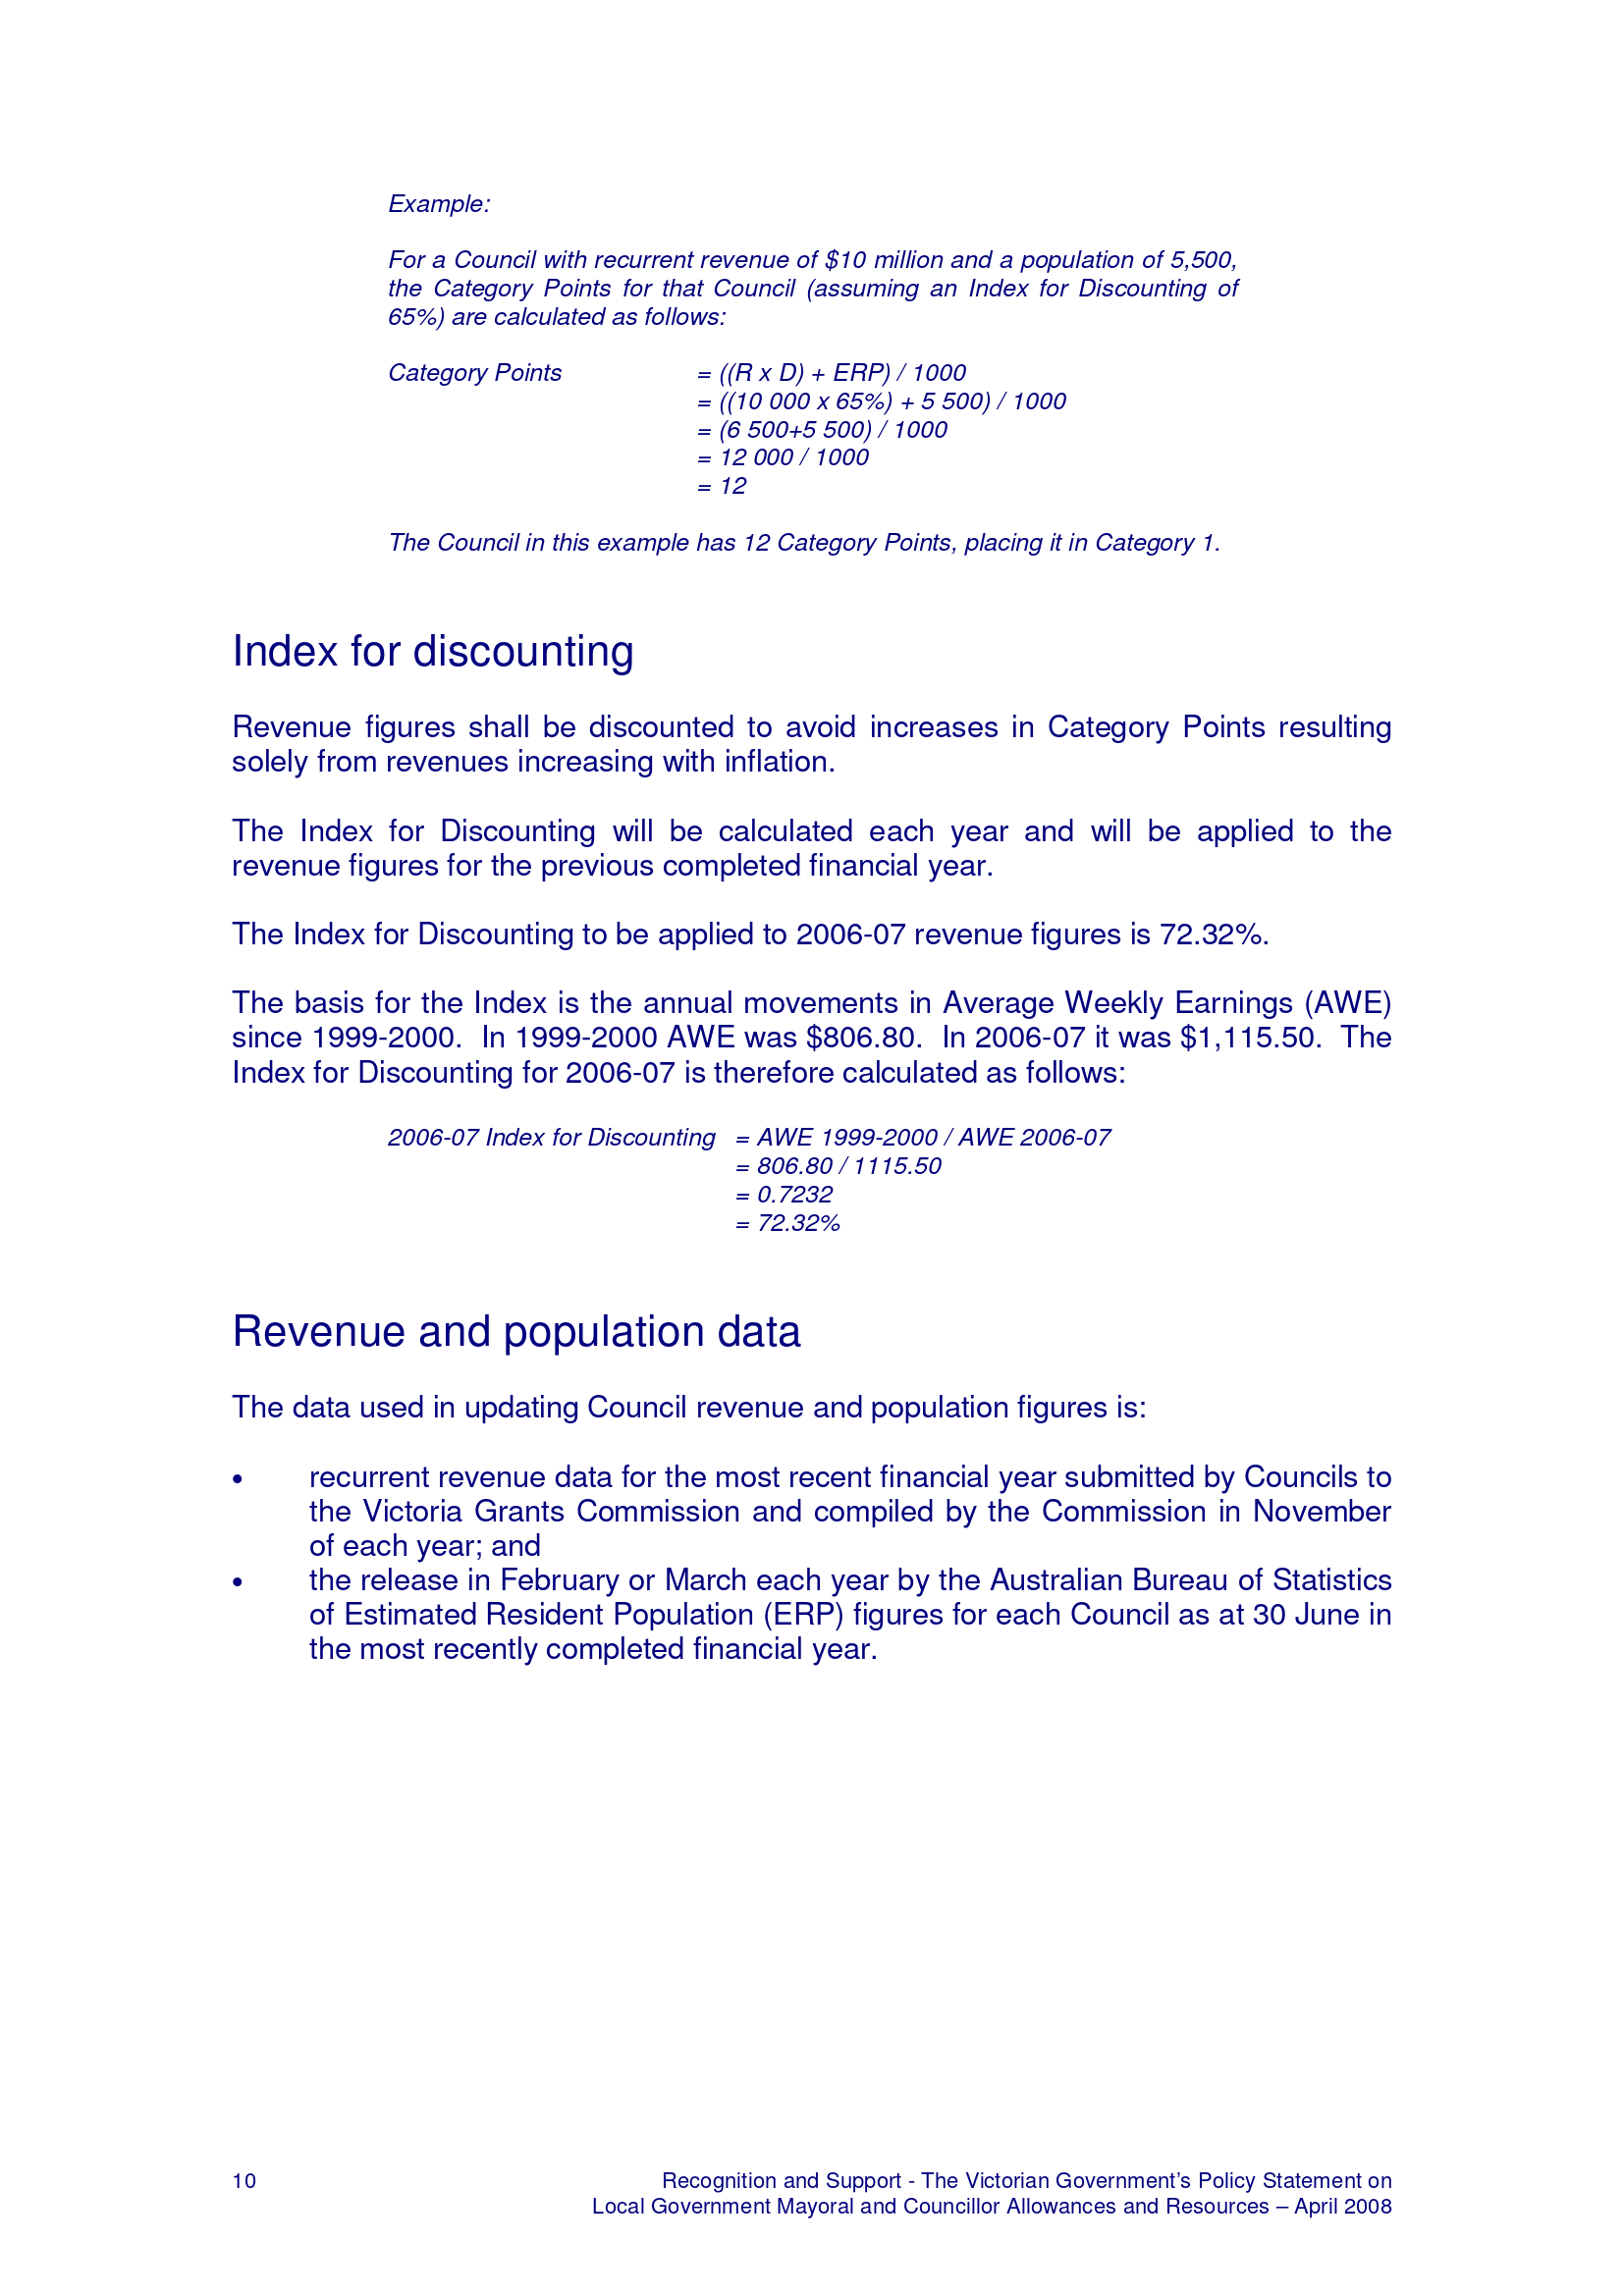 Example:
For a Council with recurrent revenue of $10 million and a population of 5,500,
the Category Points for that Council (assuming an Index for Discounting of
65%) are calculated as follows:
Category Points = ((R x D) + ERP) / 1000
= ((10 000 x 65%) + 5 500) / 1000
= (6 500+5 500) / 1000
= 12 000 / 1000
= 12
The Council in this example has 12 Category Points, placing it in Category 1.
Index for discounting
Revenue figures shall be discounted to avoid increases in Category Points resulting
solely from revenues increasing with inflation.
The Index for Discounting will be calculated each year and will be applied to the
revenue figures for the previous completed financial year.
The Index for Discounting to be applied to 2006-07 revenue figures is 72.32%.
The basis for the Index is the annual movements in Average Weekly Earnings (AWE)
since 1999-2000. In 1999-2000 AWE was $806.80. In 2006-07 it was $1,115.50. The
Index for Discounting for 2006-07 is therefore calculated as follows:
2006-07 Index for Discounting = AWE 1999-2000 / AWE 2006-07
= 806.80 / 1115.50
= 0.7232
= 72.32%
Revenue and population data
The data used in updating Council revenue and population figures is:
• recurrent revenue data for the most recent financial year submitted by Councils to
the Victoria Grants Commission and compiled by the Commission in November
of each year; and
• the release in February or March each year by the Australian Bureau of Statistics
of Estimated Resident Population (ERP) figures for each Council as at 30 June in
the most recently completed financial year.
10 Recognition and Support - The Victorian Government’s Policy Statement on
Local Government Mayoral and Councillor Allowances and Resources – April 2008